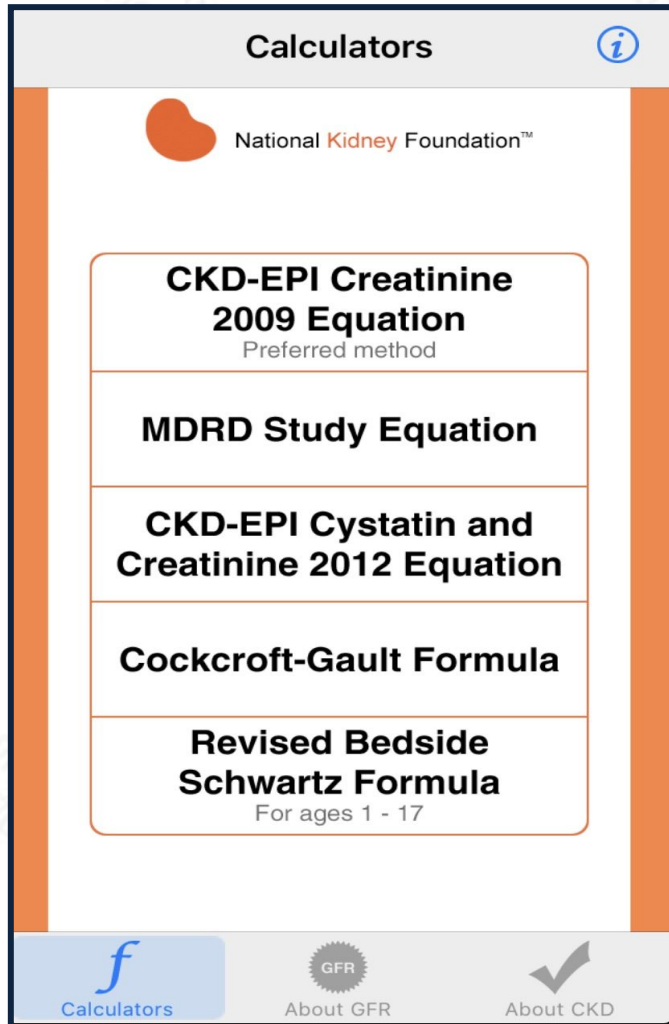 Calculators
i
National Kidney Foundation™
CKD-EPI Creatinine
2009 Equation
Preferred method
MDRD Study Equation
CKD-EPI Cystatin and
Creatinine 2012 Equation
Cockcroft-Gault Formula
Revised Bedside
Schwartz Formula
For ages 1 - 17
f
GFR
Calculators
About GFR
About CKD